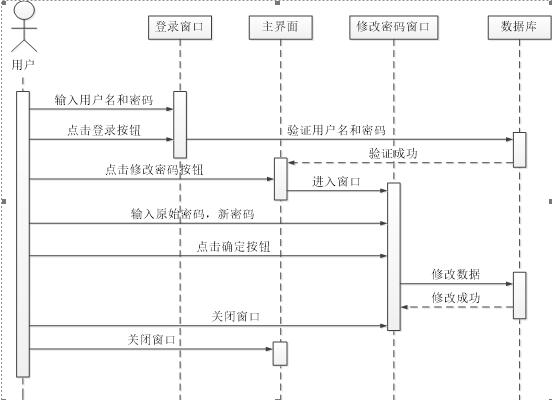 登录窗口
主界面
修改密码窗口
数据库
用户
输入用户名和密码
点击登录按钮
验证用户名和密码
验证成功
点击修改密码按钮
进入窗口
输入原始密码，新密码
点击确定按钮
修改数据
修改成功
关闭窗口
关闭窗口